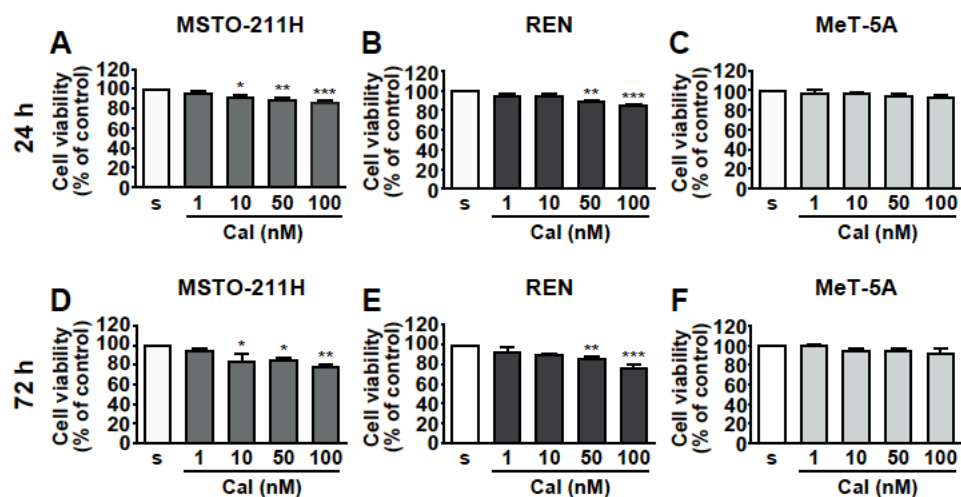 A MSTO-211H
B REN
C MeT-5A
24 h
Cell viability
(% of control)
120
100
80
60
40
20
0
* ** ***
s 1 10 50 100
Cal (nM)
Cell viability
(% of control)
120
100
80
60
40
20
0
** ***
s 1 10 50 100
Cal (nM)
Cell viability
(% of control)
120
100
80
60
40
20
0
s 1 10 50 100
Cal (nM)
D MSTO-211H
E REN
F MeT-5A
72 h
Cell viability
(% of control)
120
100
80
60
40
20
0
* * **
s 1 10 50 100
Cal (nM)
Cell viability
(% of control)
120
100
80
60
40
20
0
** ***
s 1 10 50 100
Cal (nM)
Cell viability
(% of control)
120
100
80
60
40
20
0
s 1 10 50 100
Cal (nM)